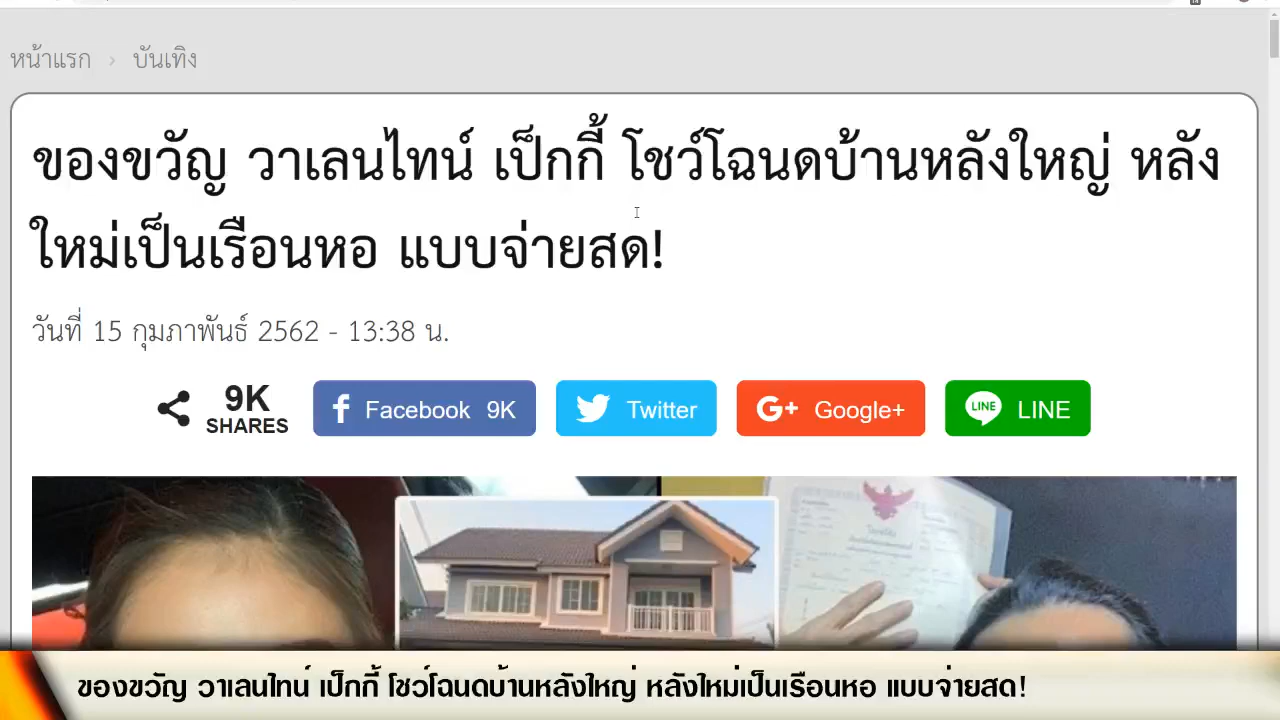 หน้าแรก › บันเทิง
ของขวัญ วาเลนไทน์ เป็กกี้ โชว์โฉนดบ้านหลังใหญ่ หลัง
ใหม่เป็นเรือนหอ แบบจ่ายสด!
วันที่ 15 กุมภาพันธ์ 2562 - 13:38 น.
9K
SHARES
Facebook 9K
Twitter
G+ Google+
LINE LINE
ของขวัญ วาเลนไทน์ เป็กกี้ โชว์โฉนดบ้านหลังใหญ่ หลังใหม่เป็นเรือนหอ แบบจ่ายสด!